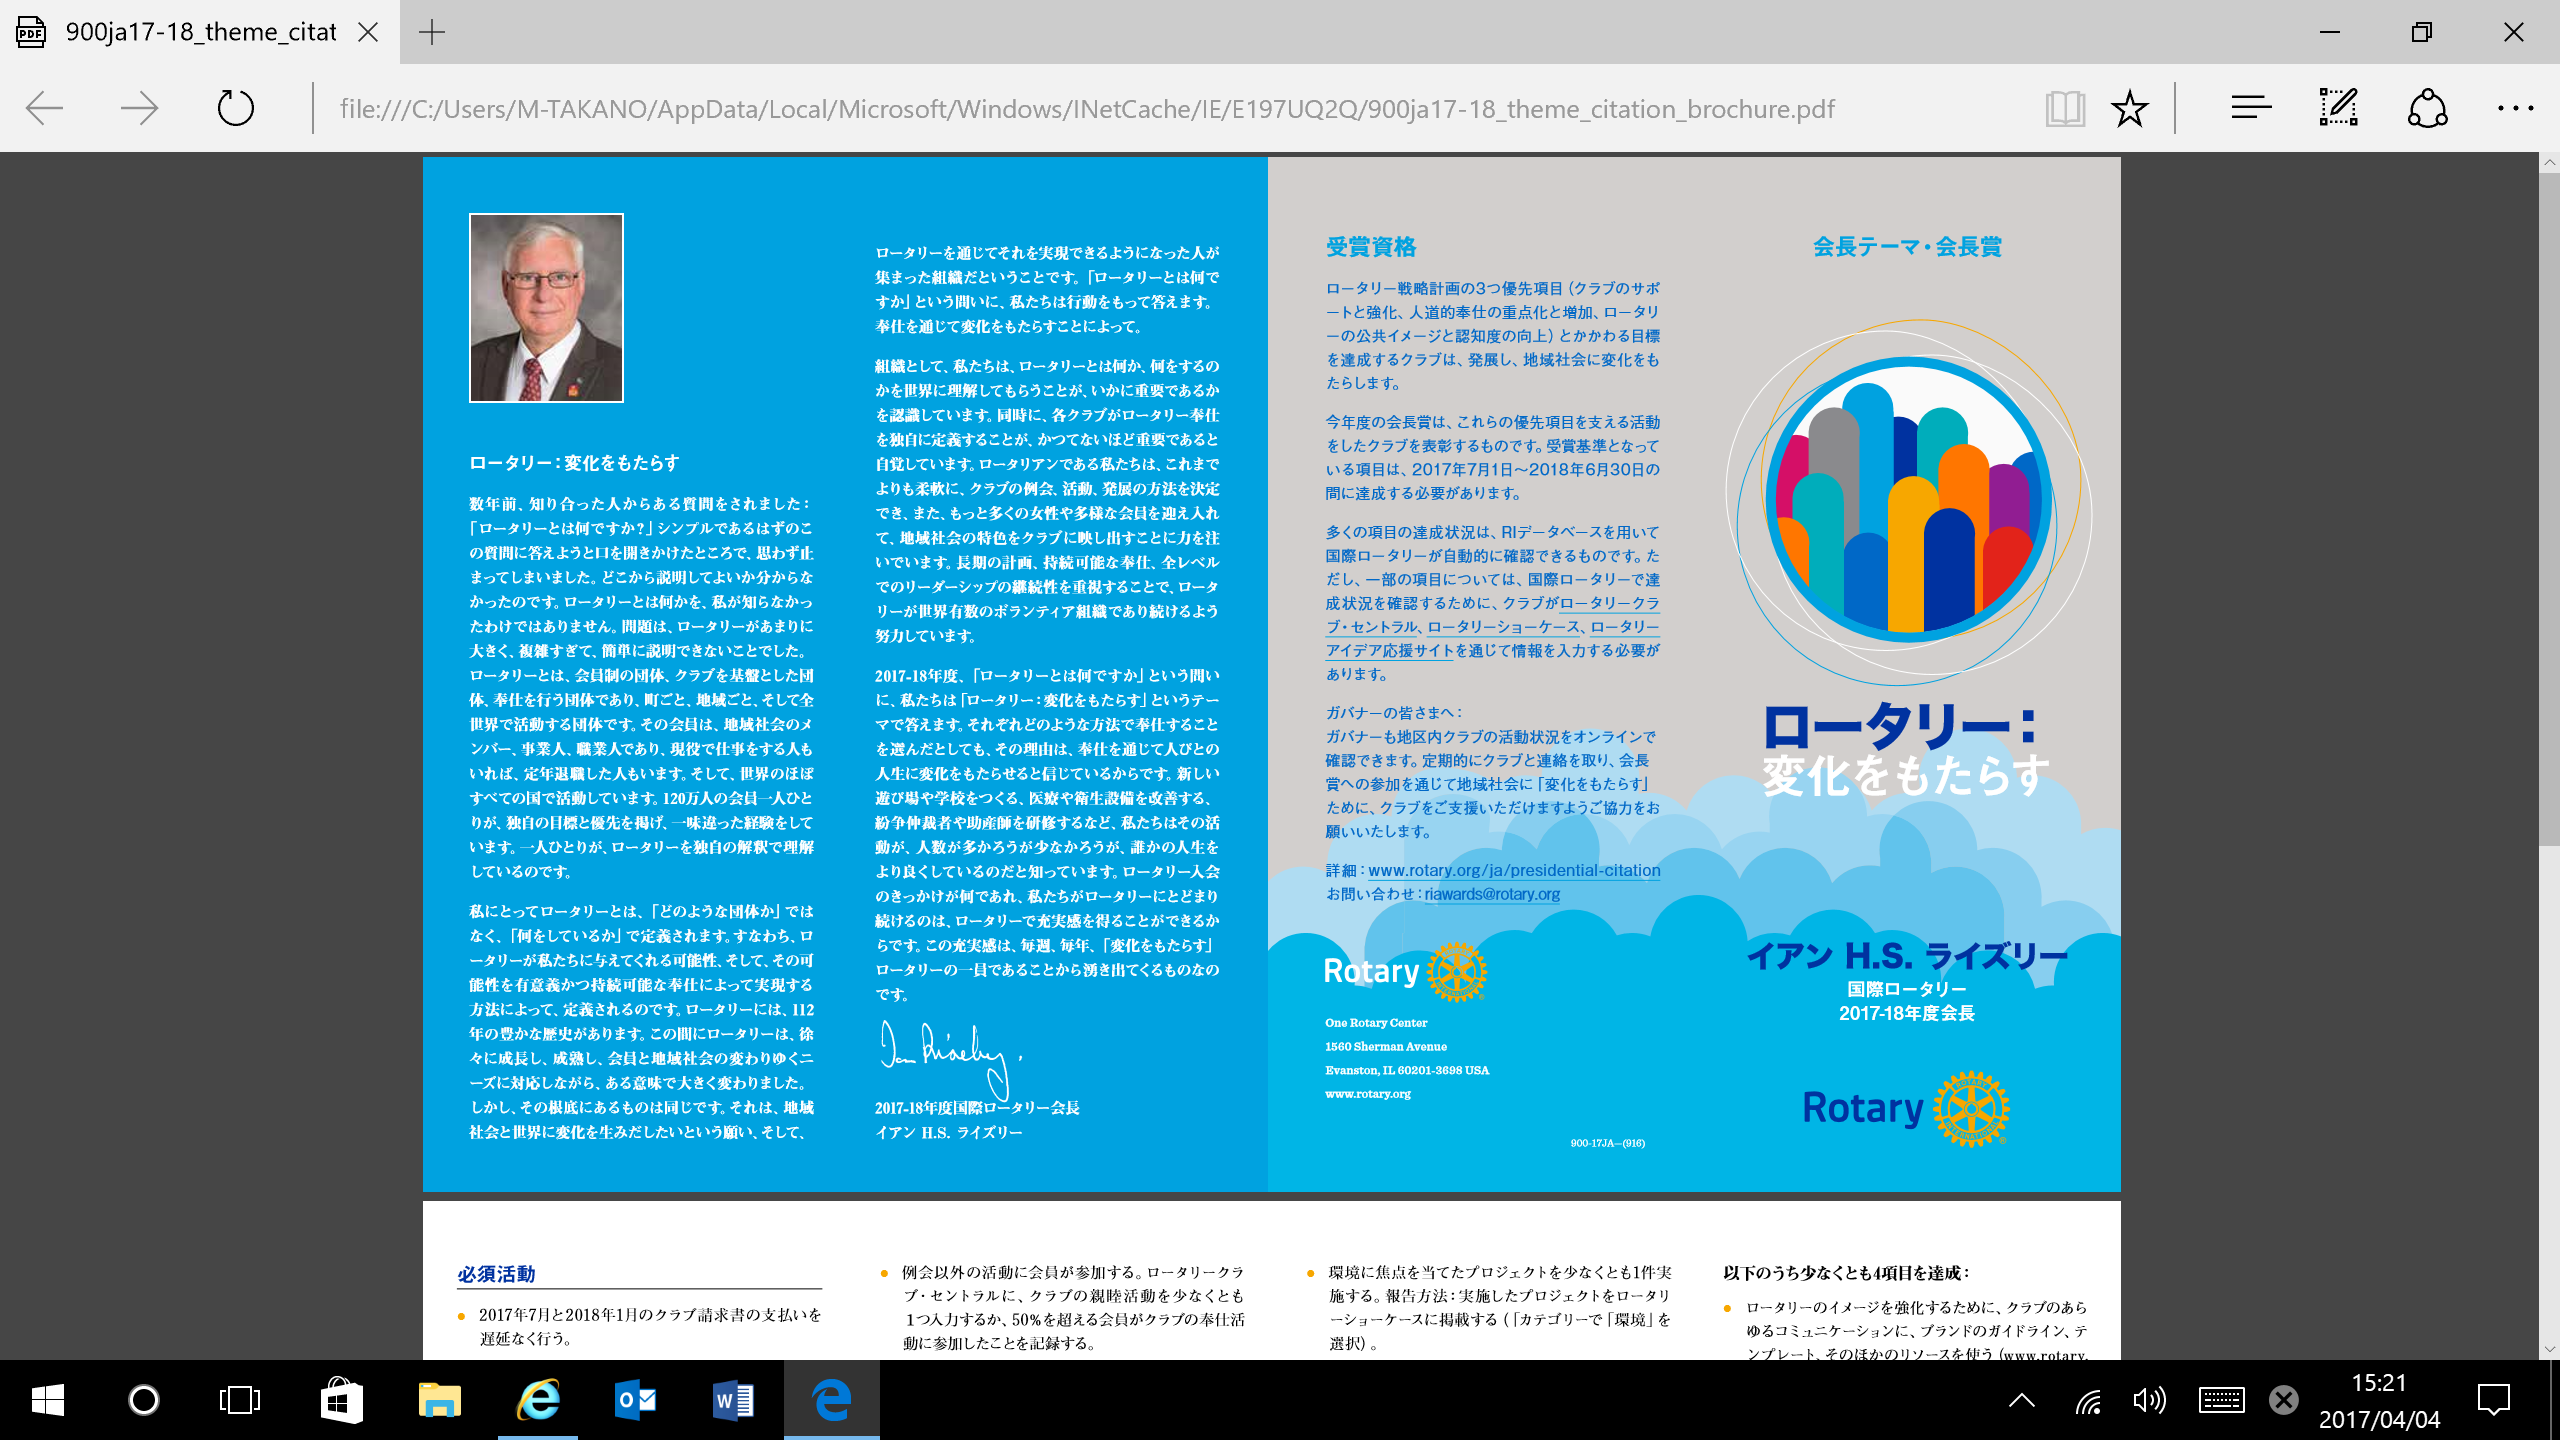 900ja17-18_theme_citat
file:///C:/Users/M-TAKANO/AppData/Local/Microsoft/Windows/INetCache/IE/E197UQ2Q/900ja17-18_theme_citation_brochure.pdf
ロータリー：変化をもたらす
数年前、知り合った人からある質問をされました：
「ロータリーとは何ですか？」シンプルであるはずのこ
の質問に答えようと口を開きかけたところで、思わず止
まってしまいました。どこから説明してよいか分からな
かったのです。ロータリーとは何かを、私が知らなかっ
たわけではありません。問題は、ロータリーがあまりに
大きく、複雑すぎて、簡単に説明できないことでした。
ロータリーとは、会員制の団体、クラブを基盤とした団
体、奉仕を行う団体であり、町ごと、地域ごと、そして全
世界で活動する団体です。その会員は、地域社会のメ
ンバー、事業人、職業人であり、現役で仕事をする人も
いれば、定年退職した人もいます。そして、世界のほぼ
すべての国で活動しています。120万人の会員一人ひと
りが、独自の目標と優先を掲げ、一味違った経験をして
います。一人ひとりが、ロータリーを独自の解釈で理解
しているのです。
私にとってロータリーとは、「どのような団体か」では
なく、「何をしているか」で定義されます。すなわち、ロ
ータリーが私たちに与えてくれる可能性、そして、その可
能性を有意義かつ持続可能な奉仕によって実現する
方法によって、定義されるのです。ロータリーには、112
年の豊かな歴史があります。この間にロータリーは、徐
々に成長し、成熟し、会員と地域社会の変わりゆくニ
ーズに対応しながら、ある意味で大きく変わりました。
しかし、その根底にあるものは同じです。それは、地域
社会と世界に変化を生みだしたいという願い、そして、
ロータリーを通じてそれを実現できるようになった人が
集まった組織だということです。「ロータリーとは何で
すか」という問いに、私たちは行動をもって答えます。
奉仕を通じて変化をもたらすことによって。
組織として、私たちは、ロータリーとは何か、何をするの
かを世界に理解してもらうことが、いかに重要であるか
を認識しています。同時に、各クラブがロータリー奉仕
を独自に定義することが、かつてないほど重要であると
自覚しています。ロータリアンである私たちは、これまで
よりも柔軟に、クラブの例会、活動、発展の方法を決定
でき、また、もっと多くの女性や多様な会員を迎え入れ
て、地域社会の特色をクラブに映し出すことに力を注
いでいます。長期の計画、持続可能な奉仕、全レベル
でのリーダーシップの継続性を重視することで、ロータ
リーが世界有数のボランティア組織であり続けるよう
努力しています。
2017-18年度、「ロータリーとは何ですか」という問い
に、私たちは「ロータリー：変化をもたらす」というテー
マで答えます。それぞれどのような方法で奉仕すること
を選んだとしても、その理由は、奉仕を通じて人びとの
人生に変化をもたらせると信じているからです。新しい
遊び場や学校をつくる、医療や衛生設備を改善する、
紛争仲裁者や助産師を研修するなど、私たちはその活
動が、人数が多かろうが少なかろうが、誰かの人生を
より良くしているのだと知っています。ロータリー入会
のきっかけが何であれ、私たちがロータリーにとどまり
続けるのは、ロータリーで充実感を得ることができるか
らです。この充実感は、毎週、毎年、「変化をもたらす」
ロータリーの一員であることから湧き出てくるものなの
です。
2017-18年度国際ロータリー会長
イアン H.S. ライズリー
受賞資格
ロータリー戦略計画の3つ優先項目（クラブのサポ
ートと強化、人道的奉仕の重点化と増加、ロータリ
ーの公共イメージと認知度の向上）とかかわる目標
を達成するクラブは、発展し、地域社会に変化をも
たらします。
今年度の会長賞は、これらの優先項目を支える活動
をしたクラブを表彰するものです。受賞基準となって
いる項目は、2017年7月1日～2018年6月30日の
間に達成する必要があります。
多くの項目の達成状況は、RIデータベースを用いて
国際ロータリーが自動的に確認できるものです。た
だし、一部の項目については、国際ロータリーで達
成状況を確認するために、クラブがロータリークラ
ブ・セントラル、ロータリーショーケース、ロータリー
アイデア応援サイトを通じて情報を入力する必要が
あります。
ガバナーの皆さまへ：
ガバナーも地区内クラブの活動状況をオンラインで
確認できます。定期的にクラブと連絡を取り、会長
賞への参加を通じて地域社会に「変化をもたらす」
ために、クラブをご支援いただけますようご協力をお
願いいたします。
詳細：www.rotary.org/ja/presidential-citation
お問い合わせ：riawards@rotary.org
Rotary
One Rotary Center
1560 Sherman Avenue
Evanston, IL 60201-3698 USA
www.rotary.org
900-17JA—(916)
会長テーマ・会長賞
ロータリー：
変化をもたらす
イアン H.S. ライズリー
国際ロータリー
2017-18年度会長
Rotary
必須活動
2017年7月と2018年1月のクラブ請求書の支払いを
遅延なく行う。
例会以外の活動に会員が参加する。ロータリークラ
ブ・セントラルに、クラブの親睦活動を少なくとも
1つ入力するか、50%を超える会員がクラブの奉仕活
動に参加したことを記録する。
環境に焦点を当てたプロジェクトを少なくとも1件実
施する。報告方法：実施したプロジェクトをロータリ
ーショーケースに掲載する（「カテゴリーで「環境」を
選択）。
以下のうち少なくとも4項目を達成：
ロータリーのイメージを強化するために、クラブのあら
ゆるコミュニケーションに、ブランドのガイドライン、テ
ンプレート、そのほかのリソースを使う（www.rotary.
15:21
2017/04/04